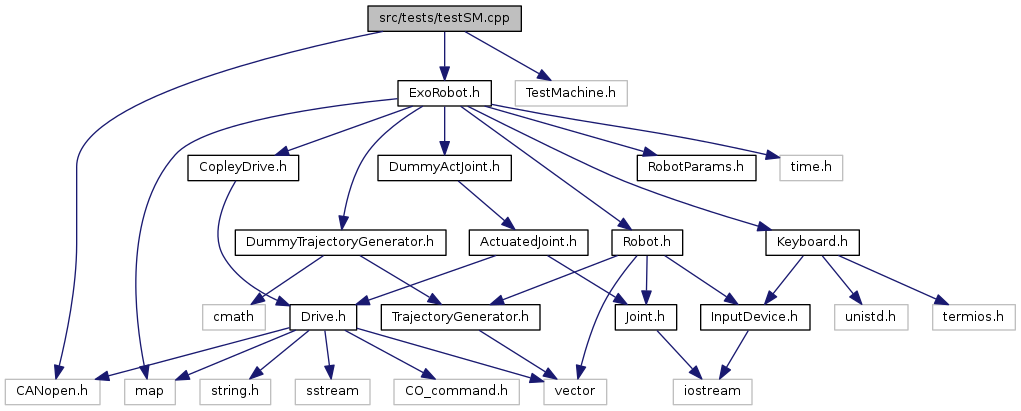 src/tests/testSM.cpp
ExoRobot.h
TestMachine.h
CopleyDrive.h
DummyActJoint.h
RobotParams.h
time.h
DummyTrajectoryGenerator.h
ActuatedJoint.h
Robot.h
Keyboard.h
cmath
Drive.h
TrajectoryGenerator.h
Joint.h
InputDevice.h
unistd.h
termios.h
CANopen.h
map
string.h
sstream
CO_command.h
vector
iostream